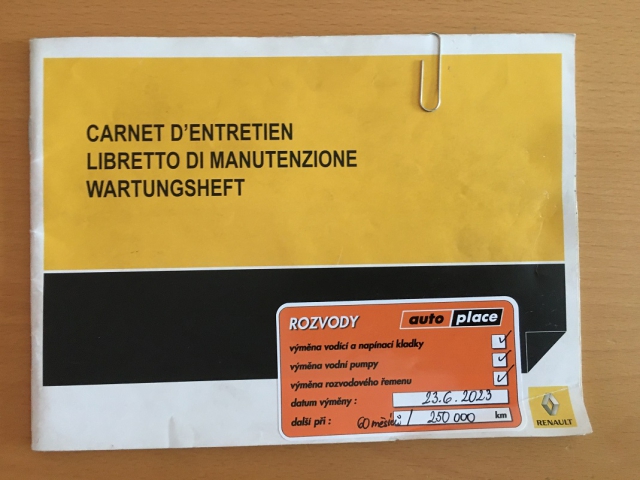 CARNET D'ENTRETIEN
LIBRETTO DI MANUTENZIONE
WARTUNGSHEFT
ROZVODY auto place
výměna vodící a napínací kladky
výměna vodní pumpy
výměna rozvodového řemenu
datum výměny : 23.6.2023
další při : 60 měsíců / 250 000 km
RENAULT